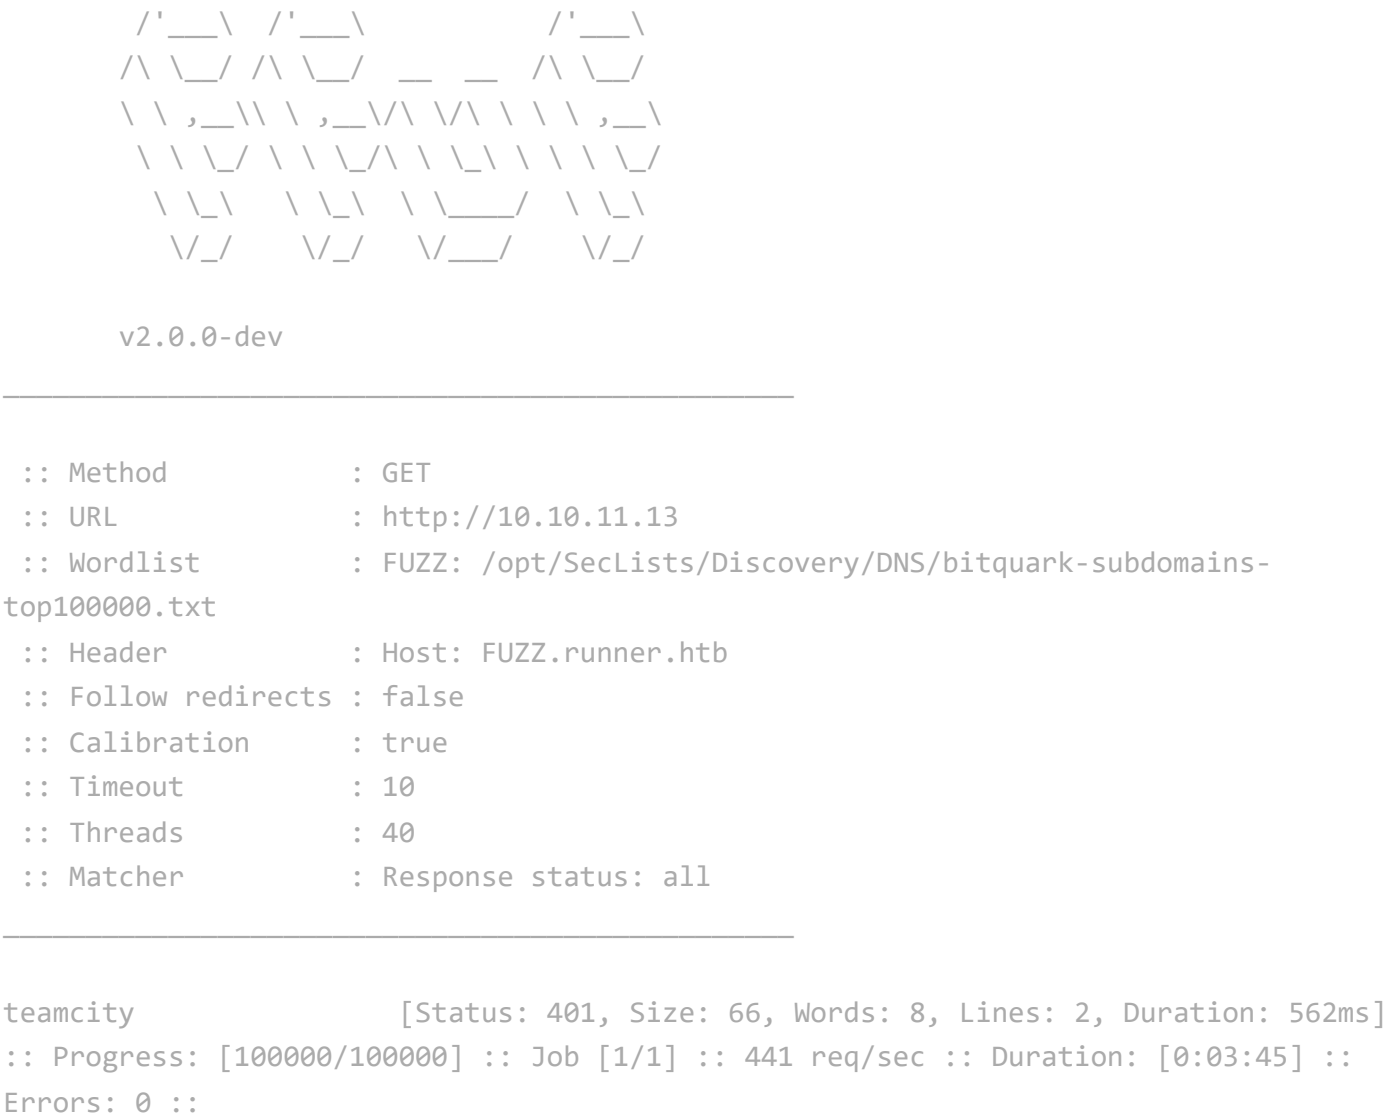 /'___\  /'___\           /'___\
       /\ \__/ /\ \__/  __  __  /\ \__/
       \ \ ,__\\ \ ,__\/\ \/\ \ \ \ ,__\
        \ \ \_/ \ \ \_/\ \ \_\ \ \ \ \_/
         \ \_\   \ \_\  \ \____/  \ \_\
          \/_/    \/_/   \/___/    \/_/
       v2.0.0-dev
________________________________________________
 :: Method           : GET
 :: URL              : http://10.10.11.13
 :: Wordlist         : FUZZ: /opt/SecLists/Discovery/DNS/bitquark-subdomains-
top100000.txt
 :: Header           : Host: FUZZ.runner.htb
 :: Follow redirects : false
 :: Calibration      : true
 :: Timeout          : 10
 :: Threads          : 40
 :: Matcher          : Response status: all
________________________________________________
teamcity                [Status: 401, Size: 66, Words: 8, Lines: 2, Duration: 562ms]
:: Progress: [100000/100000] :: Job [1/1] :: 441 req/sec :: Duration: [0:03:45] ::
Errors: 0 ::